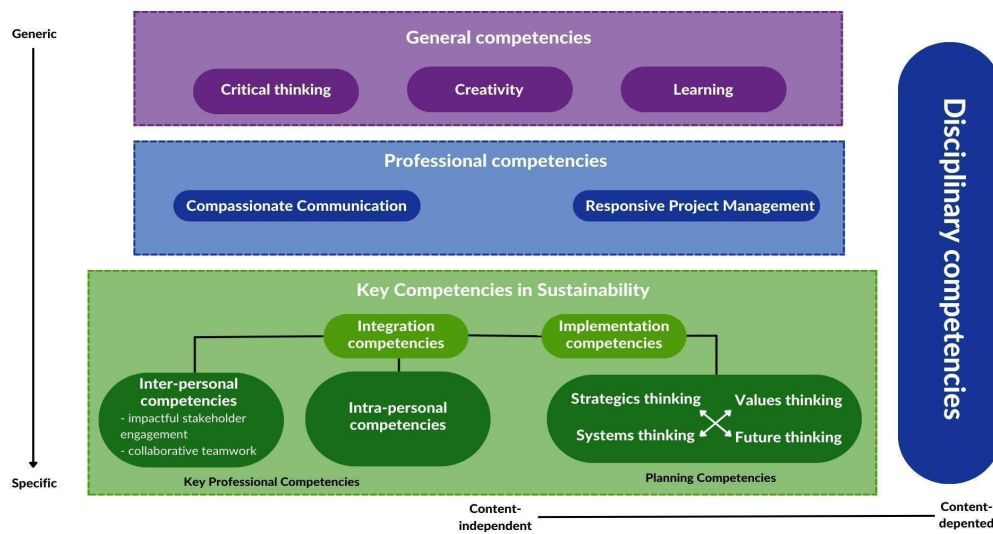 Generic
General competencies
Critical thinking
Creativity
Learning
Professional competencies
Compassionate Communication
Responsive Project Management
Key Competencies in Sustainability
Integration
competencies
Implementation
competencies
Inter-personal
competencies
- impactful stakeholder
engagement
- collaborative teamwork
Intra-personal
competencies
Strategics thinking
Values thinking
Systems thinking
Future thinking
Key Professional Competencies
Planning Competencies
Specific
Disciplinary competencies
Content-
independent
Content-
depented